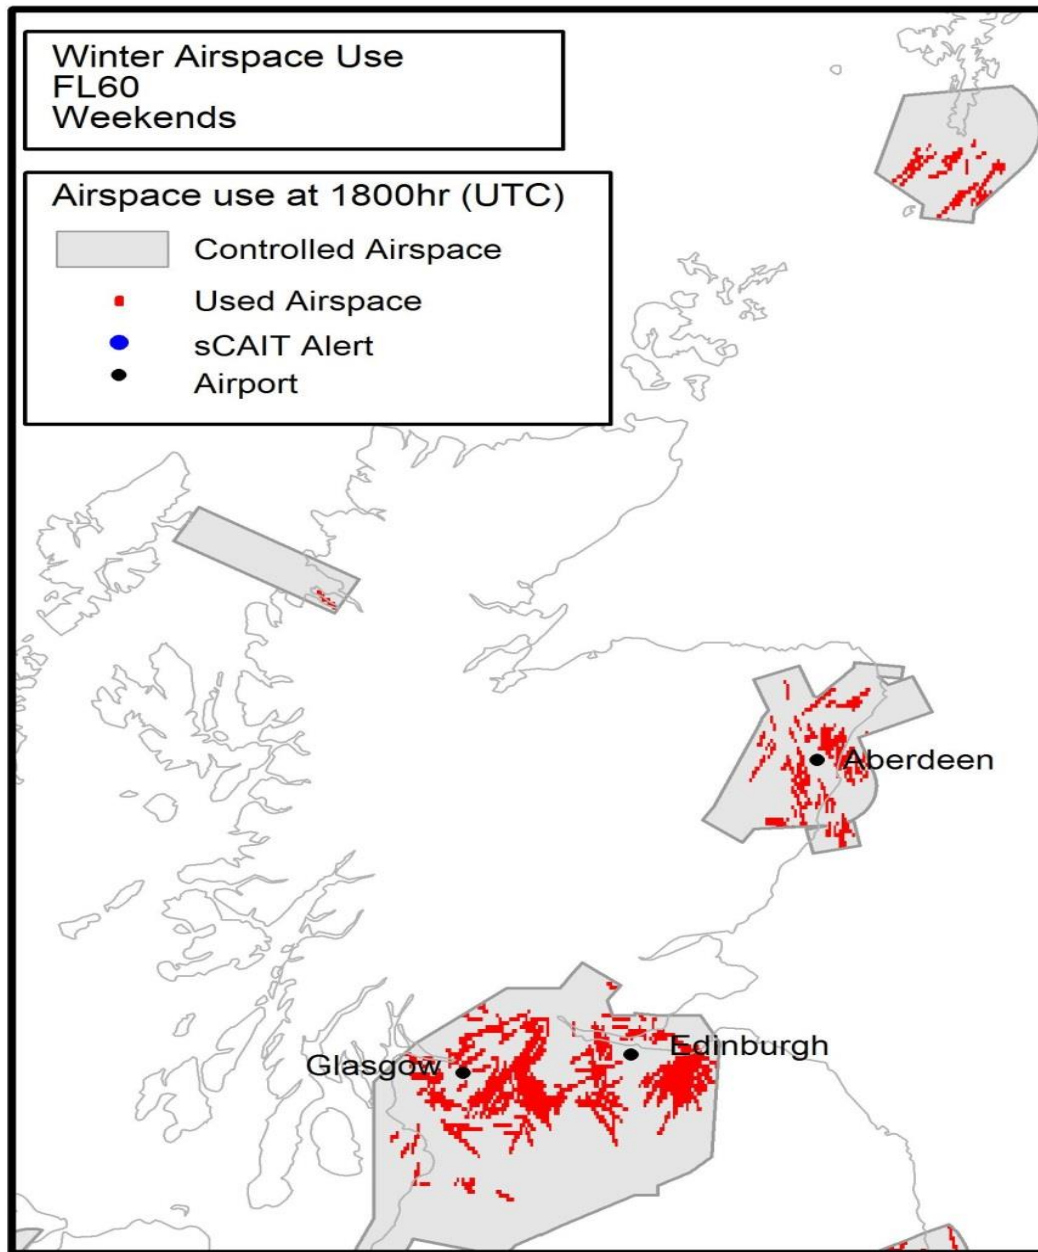 Winter Airspace Use
FL60
Weekends
Airspace use at 1800hr (UTC)
Controlled Airspace
Used Airspace
sCAIT Alert
Airport
Aberdeen
Edinburgh
Glasgow